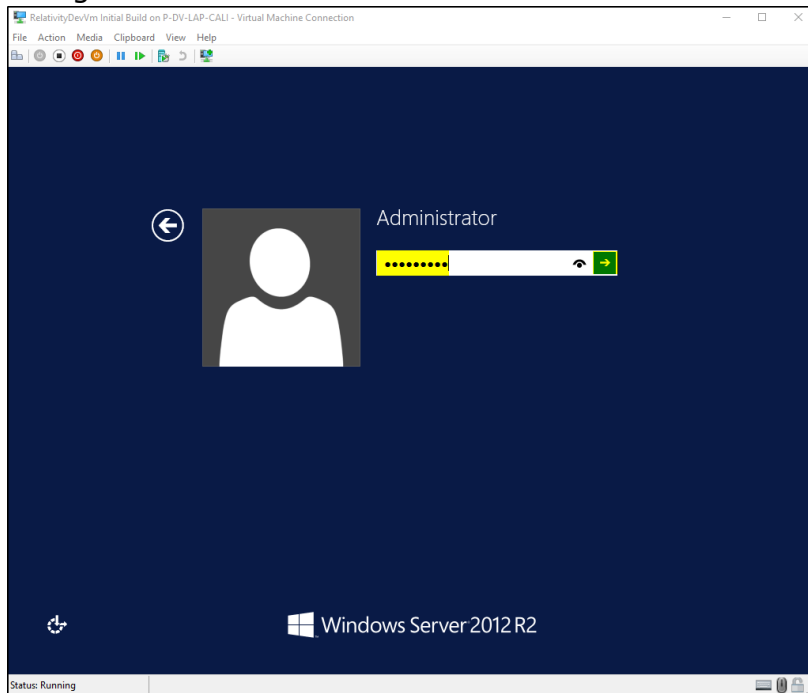 RelativityDevVm Initial Build on P-DV-LAP-CALI - Virtual Machine Connection
File Action Media Clipboard View Help
Administrator
•••••••••
Windows Server 2012 R2
Status: Running